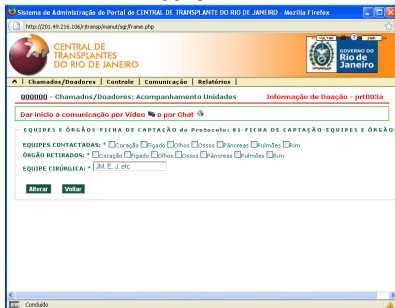 Sistema de Administração do Portal do CENTRAL DE TRANSPLANTE DO RIO DE JANEIRO - Mozilla Firefox
http://201.49.216.106/rjtransp/manut/sgr/frame.php
CENTRAL DE
TRANSPLANTES
DO RIO DE JANEIRO
GOVERNO DO
Rio de
Janeiro
Chamados/Doadores | Controle | Comunicação | Relatórios |
000000 - Chamados/Doadores: Acompanhamento Unidades
Informação de Doação - prt003a
Dar início a comunicação por Vídeo e por Chat
EQUIPES E ÓRGÃOS-FICHA DE CAPTAÇÃO do Protocolo: 01-FICHA DE CAPTAÇÃO-EQUIPES E ÓRGÃO
EQUIPES CONTACTADAS: * Coração Fígado Olhos Ossos Pâncreas Pulmões Rim
ÓRGÃO RETIRADOS: * Coração Fígado Olhos Ossos Pâncreas Pulmões Rim
EQUIPE CIRÚRGICA: * JM. E. J. etc
Alterar Voltar
Concluído